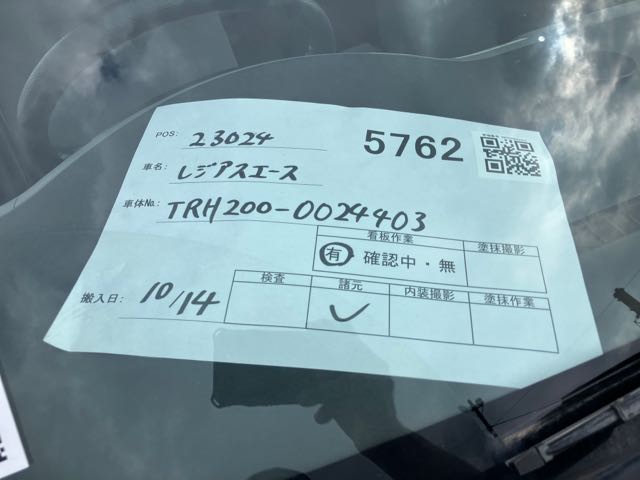 POS: 23024
5762
車名: レジアスエース
車体No.: TRH200-0024403
看板作業 塗抹撮影
有 確認中・無
搬入日: 10/14
検査 諸元 内装撮影 塗抹作業
✓